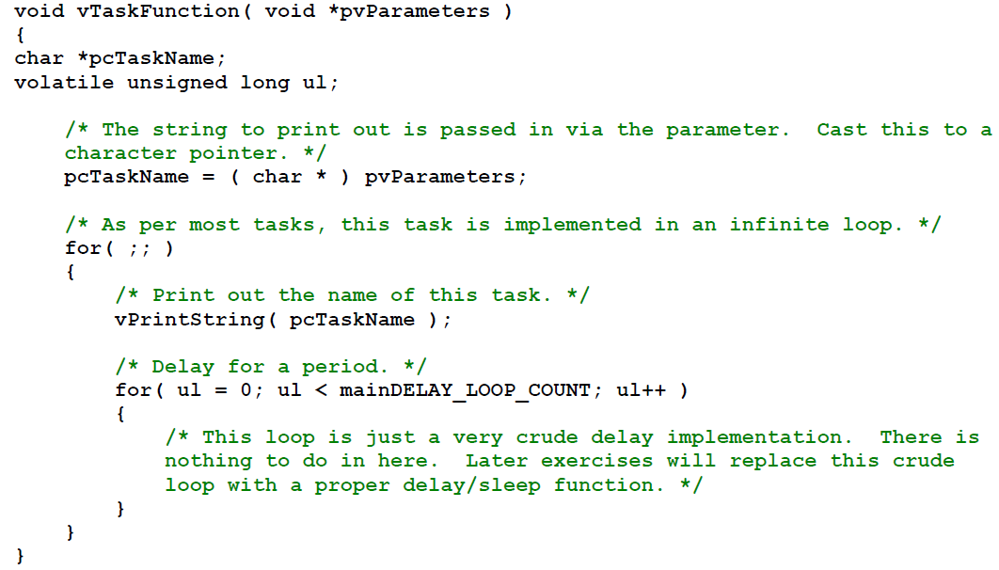 void vTaskFunction( void *pvParameters )
{
char *pcTaskName;
volatile unsigned long ul;
/* The string to print out is passed in via the parameter.  Cast this to a
character pointer. */
pcTaskName = ( char * ) pvParameters;
/* As per most tasks, this task is implemented in an infinite loop. */
for( ;; )
{
/* Print out the name of this task. */
vPrintString( pcTaskName );
/* Delay for a period. */
for( ul = 0; ul < mainDELAY_LOOP_COUNT; ul++ )
{
/* This loop is just a very crude delay implementation.  There is
nothing to do in here.  Later exercises will replace this crude
loop with a proper delay/sleep function. */
}
}
}